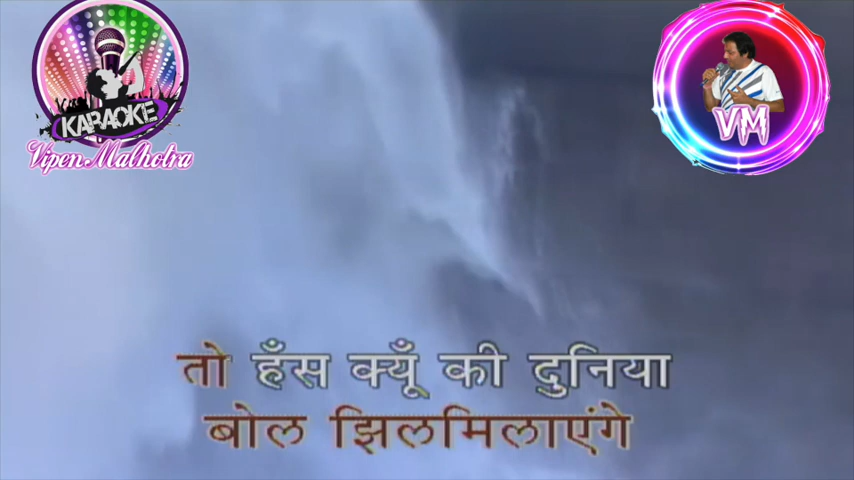 KARAOKE
Vipen Malhotra
VM
तो हँस क्यूँ की दुनिया
बोल झिलमिलाएंगे